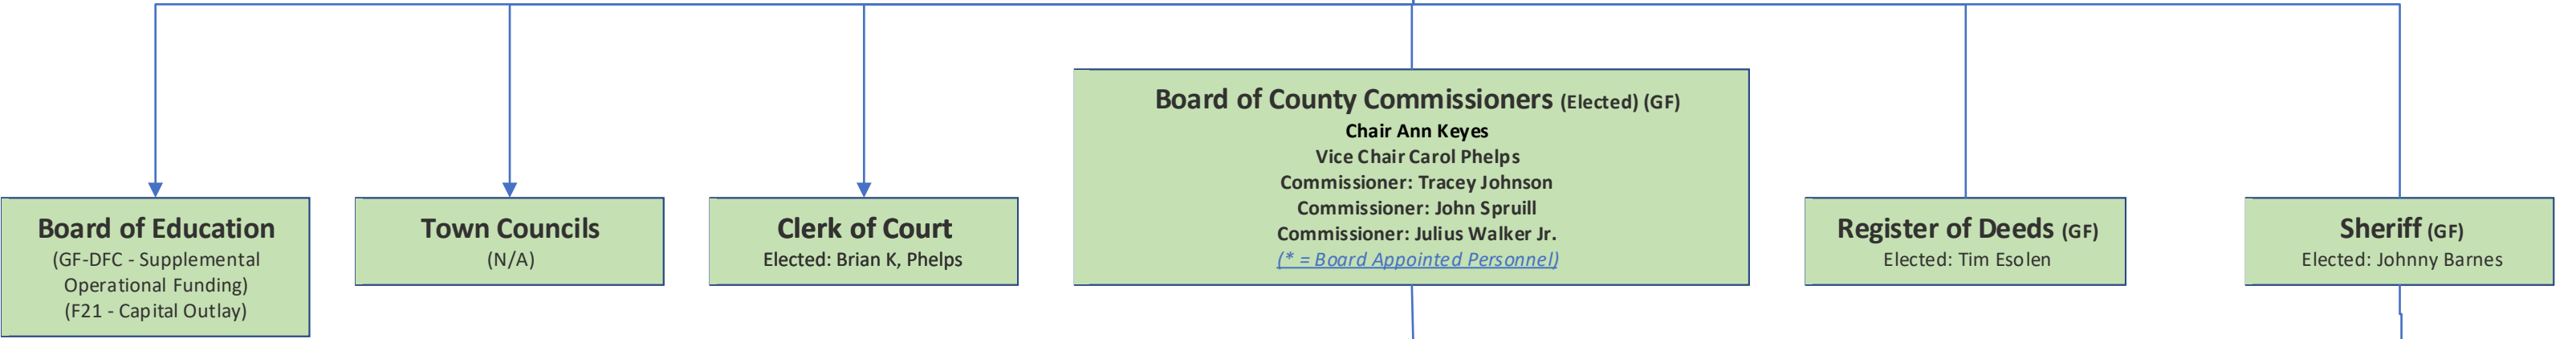 Board of Education
(GF-DFC - Supplemental
Operational Funding)
(F21 - Capital Outlay)
Town Councils
(N/A)
Clerk of Court
Elected: Brian K, Phelps
Board of County Commissioners (Elected) (GF)
Chair Ann Keyes
Vice Chair Carol Phelps
Commissioner: Tracey Johnson
Commissioner: John Spruill
Commissioner: Julius Walker Jr.
(* = Board Appointed Personnel)
Register of Deeds (GF)
Elected: Tim Esolen
Sheriff (GF)
Elected: Johnny Barnes